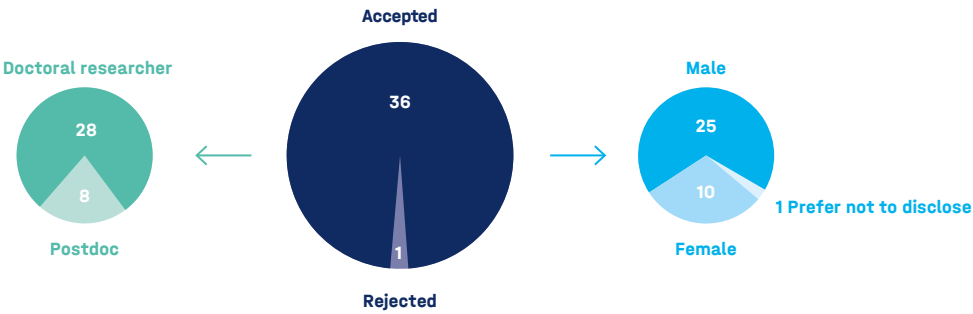 Accepted
Doctoral researcher
Male
36
28
25
8
10
1 Prefer not to disclose
1
Postdoc
Female
Rejected